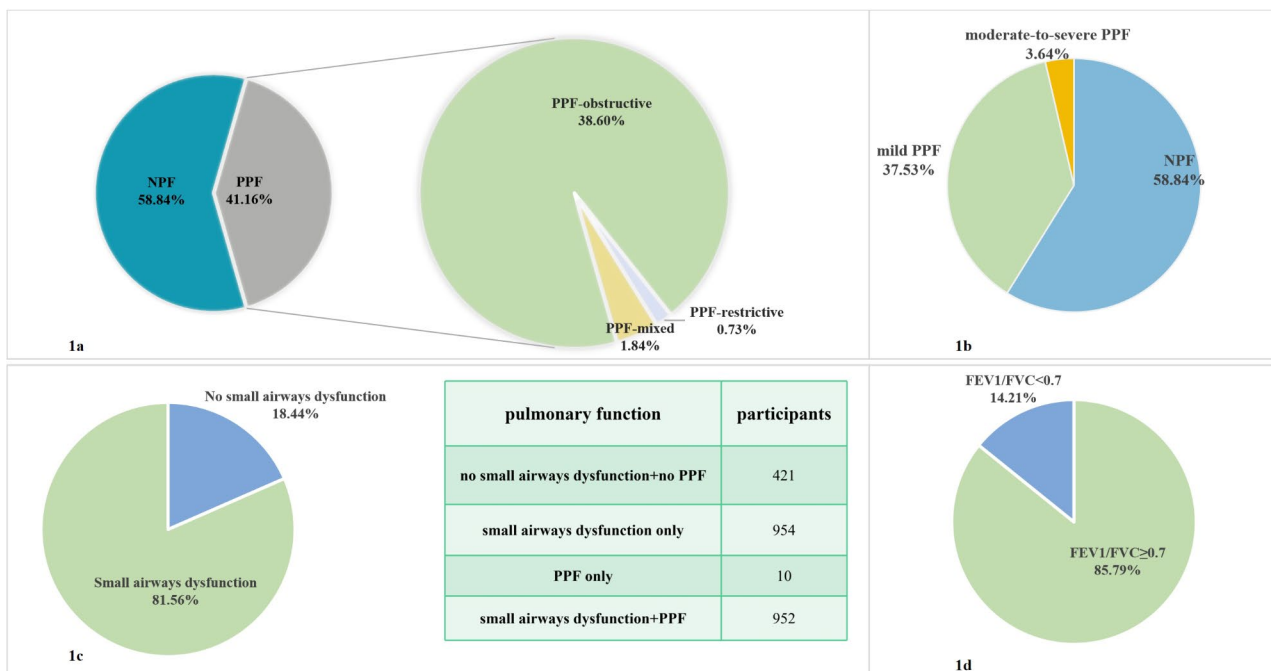 NPF
58.84%
PPF
41.16%
PPF-obstructive
38.60%
PPF-mixed
1.84%
PPF-restrictive
0.73%
1a
moderate-to-severe PPF
3.64%
mild PPF
37.53%
NPF
58.84%
1b
No small airways dysfunction
18.44%
Small airways dysfunction
81.56%
1c
pulmonary function participants
no small airways dysfunction+no PPF 421
small airways dysfunction only 954
PPF only 10
small airways dysfunction+PPF 952
FEV1/FVC<0.7
14.21%
FEV1/FVC≥0.7
85.79%
1d